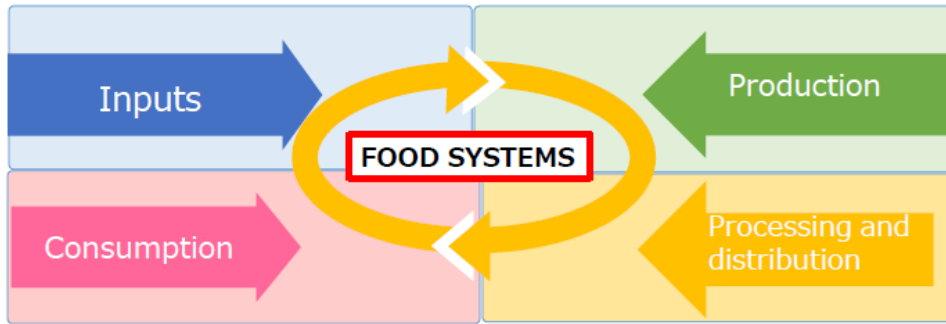 Inputs
Production
FOOD SYSTEMS
Consumption
Processing and
distribution